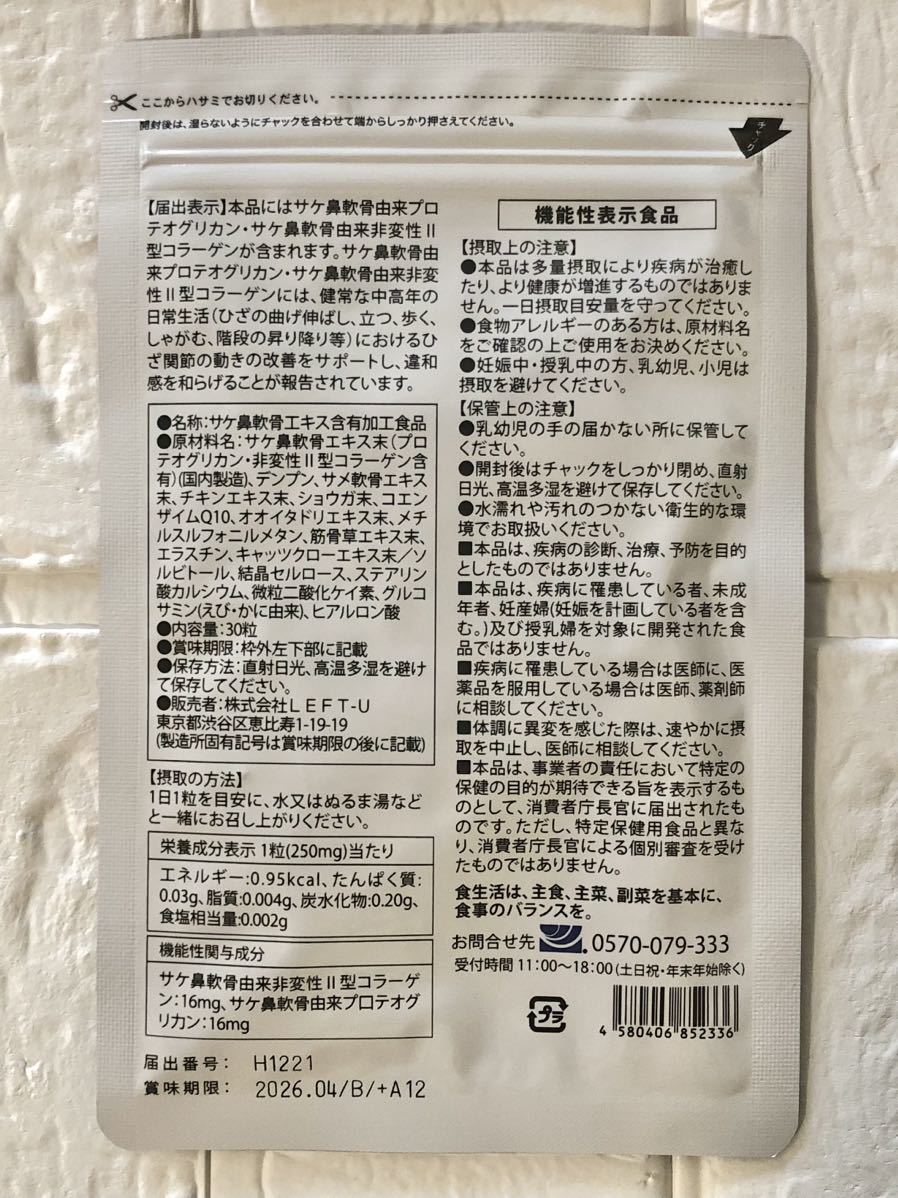 ここからハサミでお切りください。
開封後は、湿らないようにチャックを合わせて端からしっかり押さえてください。
チャック
【届出表示】本品にはサケ鼻軟骨由来プロ
テオグリカン・サケ鼻軟骨由来非変性Ⅱ
型コラーゲンが含まれます。サケ鼻軟骨由
来プロテオグリカン・サケ鼻軟骨由来非変
性Ⅱ型コラーゲンには、健常な中高年の
日常生活(ひざの曲げ伸ばし、立つ、歩く、
しゃがむ、階段の昇り降り等)におけるひ
ざ関節の動きの改善をサポートし、違和
感を和らげることが報告されています。
●名称:サケ鼻軟骨エキス含有加工食品
●原材料名:サケ鼻軟骨エキス末(プロ
テオグリカン・非変性Ⅱ型コラーゲン含
有)(国内製造)、デンプン、サメ軟骨エキス
末、チキンエキス末、ショウガ末、コエン
ザイムQ10、オオイタドリエキス末、メチ
ルスルフォニルメタン、筋骨草エキス末、
エラスチン、キャッツクローエキス末/ソ
ルビトール、結晶セルロース、ステアリン
酸カルシウム、微粒二酸化ケイ素、グルコ
サミン(えび・かに由来)、ヒアルロン酸
●内容量:30粒
●賞味期限:枠外左下部に記載
●保存方法:直射日光、高温多湿を避け
て保存してください。
●販売者:株式会社LEFT-U
東京都渋谷区恵比寿1-19-19
(製造所固有記号は賞味期限の後に記載)
【摂取の方法】
1日1粒を目安に、水又はぬるま湯など
と一緒にお召し上がりください。
栄養成分表示 1粒(250mg)当たり
エネルギー:0.95kcal、たんぱく質:
0.03g、脂質:0.004g、炭水化物:0.20g、
食塩相当量:0.002g
機能性関与成分
サケ鼻軟骨由来非変性Ⅱ型コラーゲ
ン:16mg、サケ鼻軟骨由来プロテオグ
リカン:16mg
届出番号: H1221
賞味期限: 2026.04/B/+A12
機能性表示食品
【摂取上の注意】
●本品は多量摂取により疾病が治癒し
たり、より健康が増進するものではありま
せん。一日摂取目安量を守ってください。
●食物アレルギーのある方は、原材料名
をご確認の上ご使用をお決めください。
●妊娠中・授乳中の方、乳幼児、小児は
摂取を避けてください。
【保管上の注意】
●乳幼児の手の届かない所に保管して
ください。
●開封後はチャックをしっかり閉め、直射
日光、高温多湿を避けて保存してください。
●水濡れや汚れのつかない衛生的な環
境でお取扱いください。
■本品は、疾病の診断、治療、予防を目的
としたものではありません。
■本品は、疾病に罹患している者、未成
年者、妊産婦(妊娠を計画している者を含
む。)及び授乳婦を対象に開発された食
品ではありません。
■疾病に罹患している場合は医師に、医
薬品を服用している場合は医師、薬剤師
に相談してください。
■体調に異変を感じた際は、速やかに摂
取を中止し、医師に相談してください。
■本品は、事業者の責任において特定の
保健の目的が期待できる旨を表示するも
のとして、消費者庁長官に届出されたも
のです。ただし、特定保健用食品と異な
り、消費者庁長官による個別審査を受け
たものではありません。
食生活は、主食、主菜、副菜を基本に、
食事のバランスを。
お問合せ先 0570-079-333
受付時間 11:00～18:00(土日祝・年末年始除く)
プラ
4 580406 852336